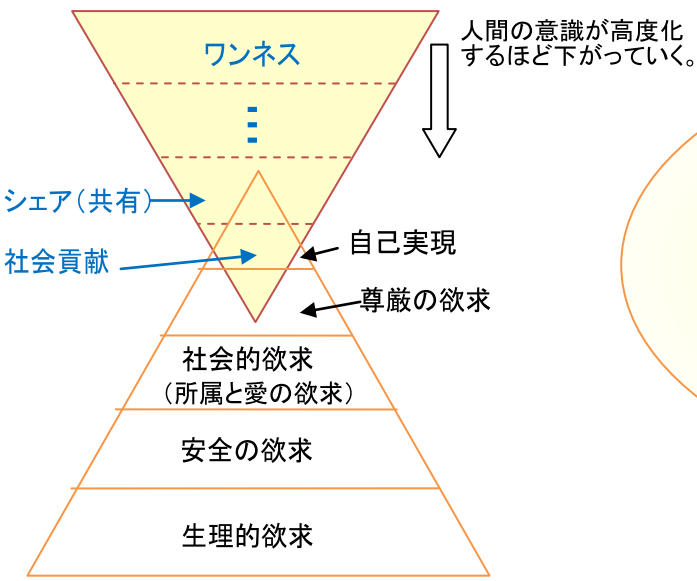 人間の意識が高度化
するほど下がっていく。
ワンネス
シェア(共有)
社会貢献
自己実現
尊厳の欲求
社会的欲求
(所属と愛の欲求)
安全の欲求
生理的欲求